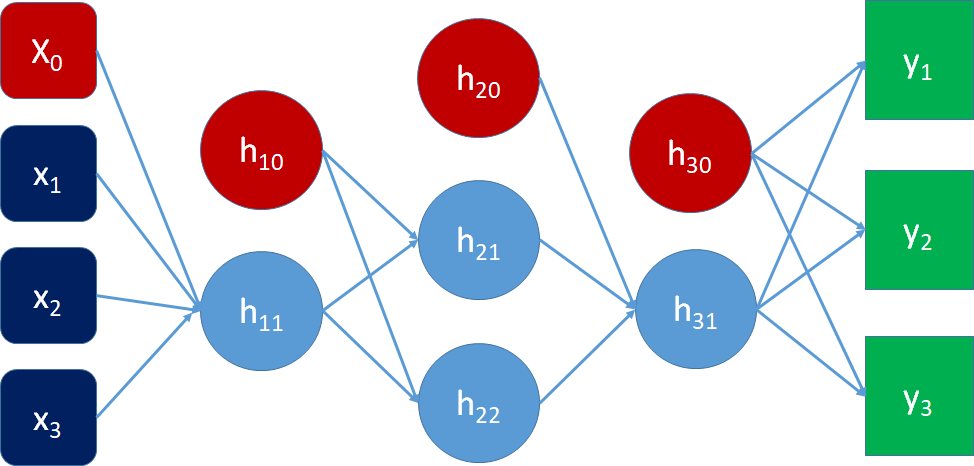 X₀
x₁
x₂
x₃
h₁₀
h₁₁
h₂₀
h₂₁
h₂₂
h₃₀
h₃₁
y₁
y₂
y₃